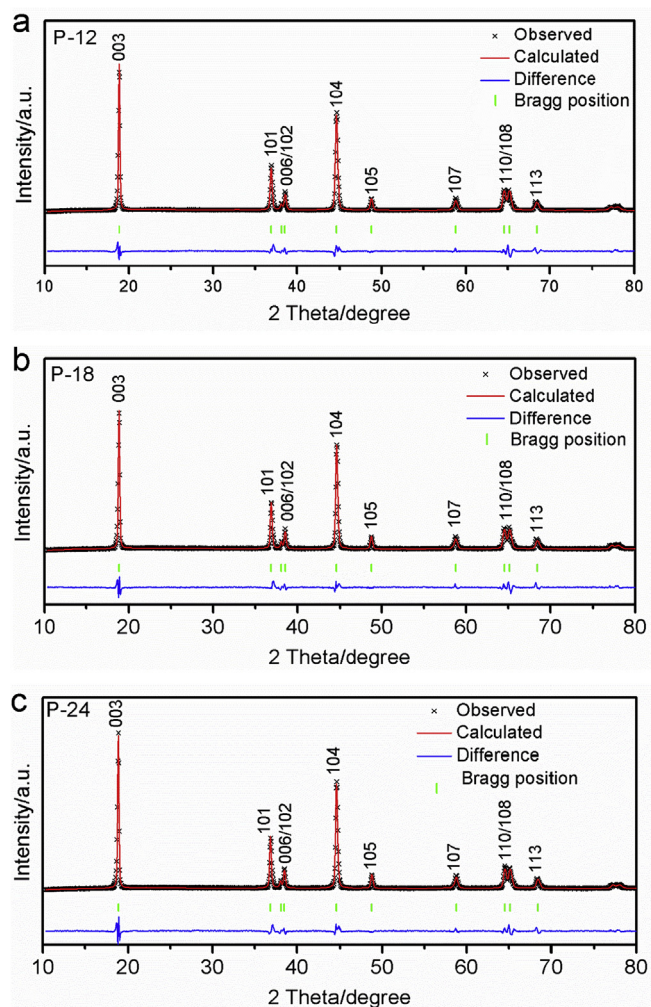 a
P-12
003
101
006/102
104
105
107
110/108
113
Observed
Calculated
Difference
Bragg position
Intensity/a.u.
10 20 30 40 50 60 70 80
2 Theta/degree
b
P-18
003
101
006/102
104
105
107
110/108
113
Observed
Calculated
Difference
Bragg position
Intensity/a.u.
10 20 30 40 50 60 70 80
2 Theta/degree
c
P-24
003
101
006/102
104
105
107
110/108
113
Observed
Calculated
Difference
Bragg position
Intensity/a.u.
10 20 30 40 50 60 70 80
2 Theta/degree